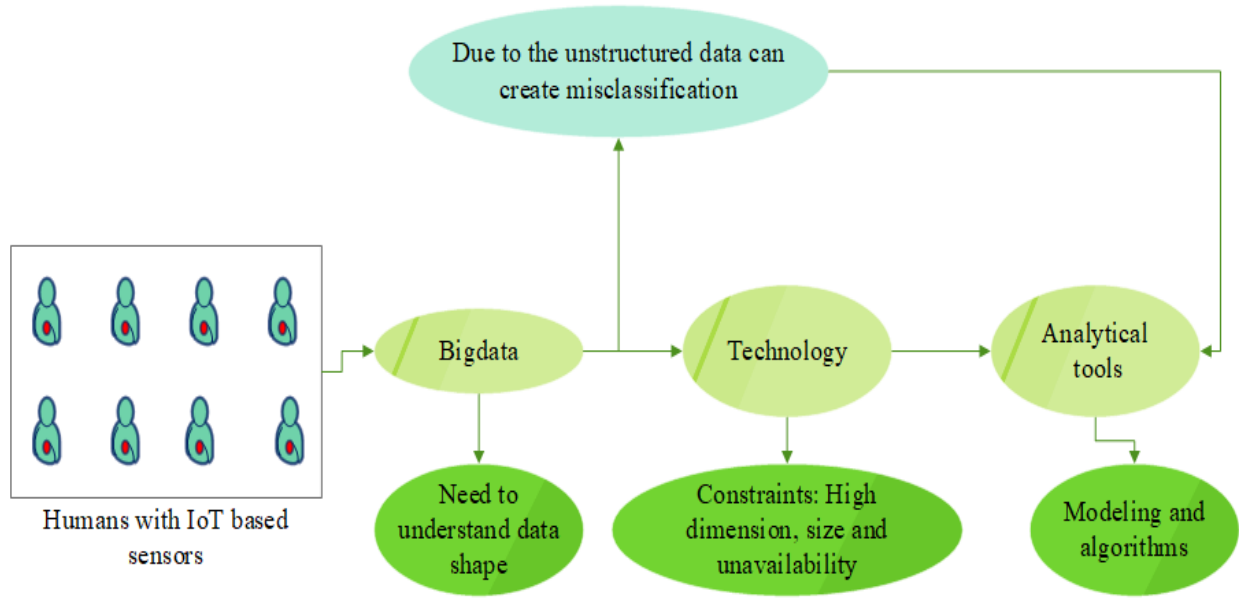 Due to the unstructured data can
create misclassification
Humans with IoT based
sensors
Bigdata
Technology
Analytical
tools
Need to
understand data
shape
Constraints: High
dimension, size and
unavailability
Modeling and
algorithms